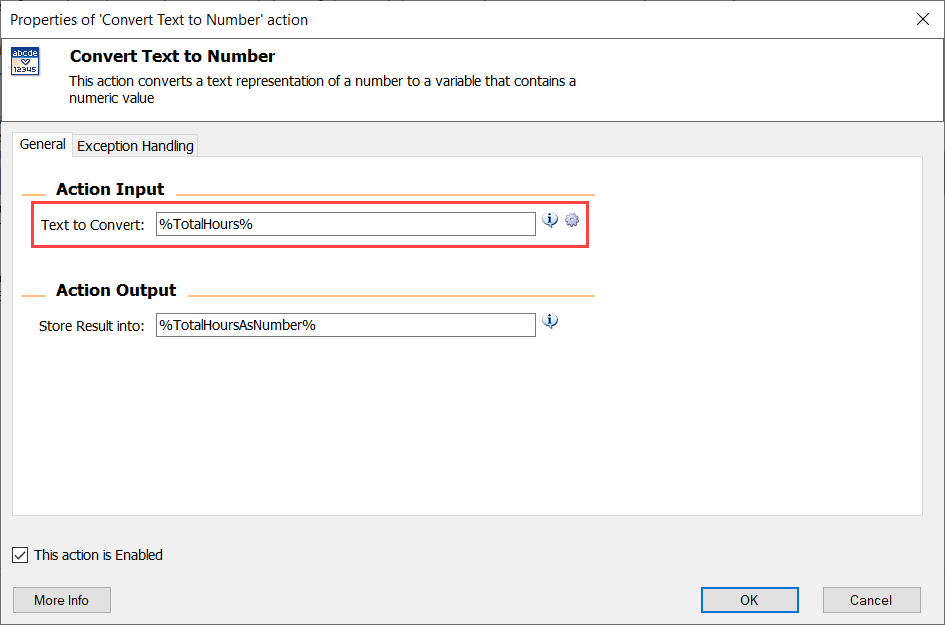 Properties of 'Convert Text to Number' action
abcde
12345
Convert Text to Number
This action converts a text representation of a number to a variable that contains a
numeric value
General
Exception Handling
Action Input
Text to Convert: %TotalHours%
Action Output
Store Result into: %TotalHoursAsNumber%
This action is Enabled
More Info
OK
Cancel